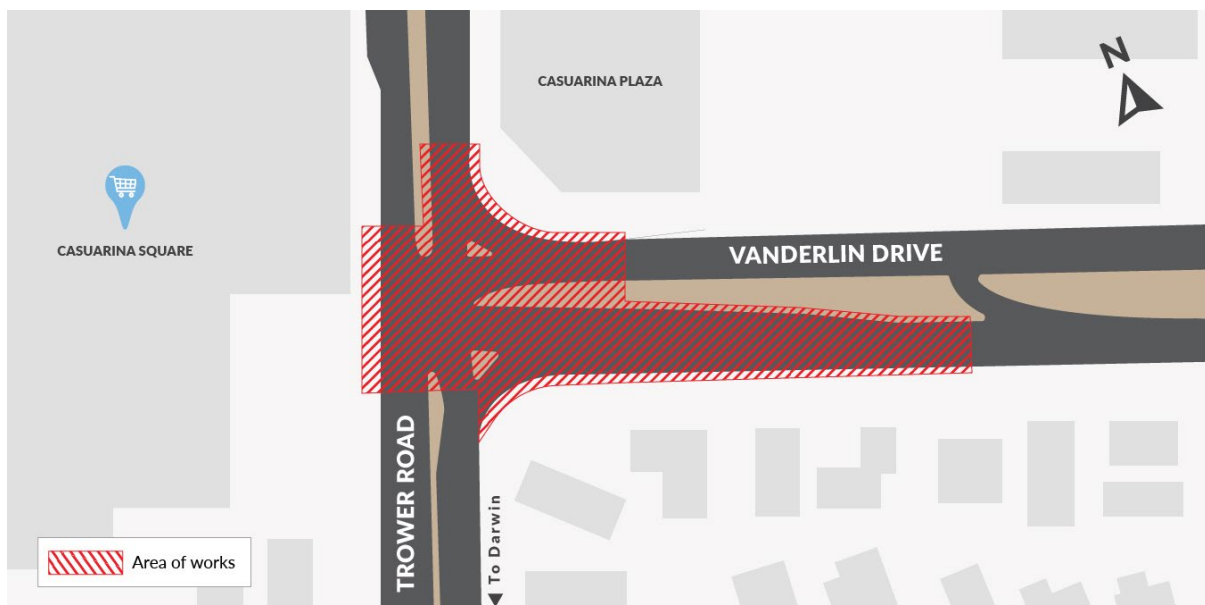 CASUARINA PLAZA
N
CASUARINA SQUARE
VANDERLIN DRIVE
TROWER ROAD
To Darwin
Area of works